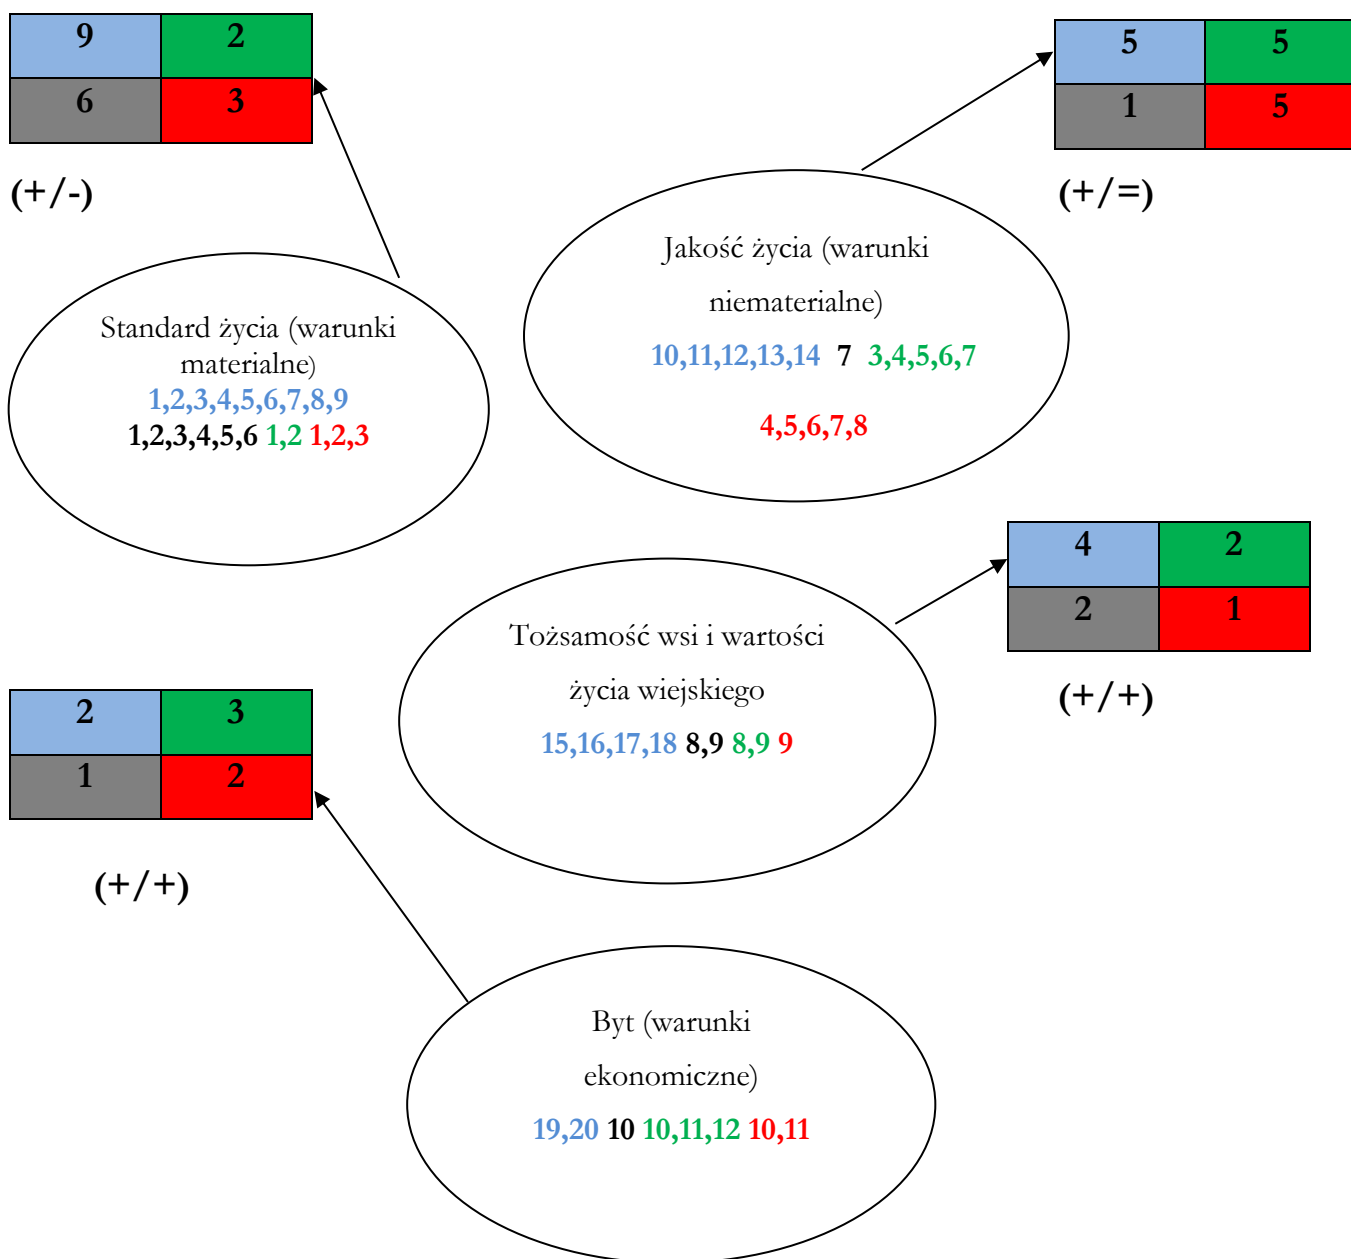 9 2
6 3
(+/-)
5 5
1 5
(+/=)
Jakość życia (warunki
niematerialne)
10,11,12,13,14 7 3,4,5,6,7
4,5,6,7,8
Standard życia (warunki
materialne)
1,2,3,4,5,6,7,8,9
1,2,3,4,5,6 1,2 1,2,3
4 2
2 1
(+/+)
Tożsamość wsi i wartości
życia wiejskiego
15,16,17,18 8,9 8,9 9
2 3
1 2
(+/+)
Byt (warunki
ekonomiczne)
19,20 10 10,11,12 10,11